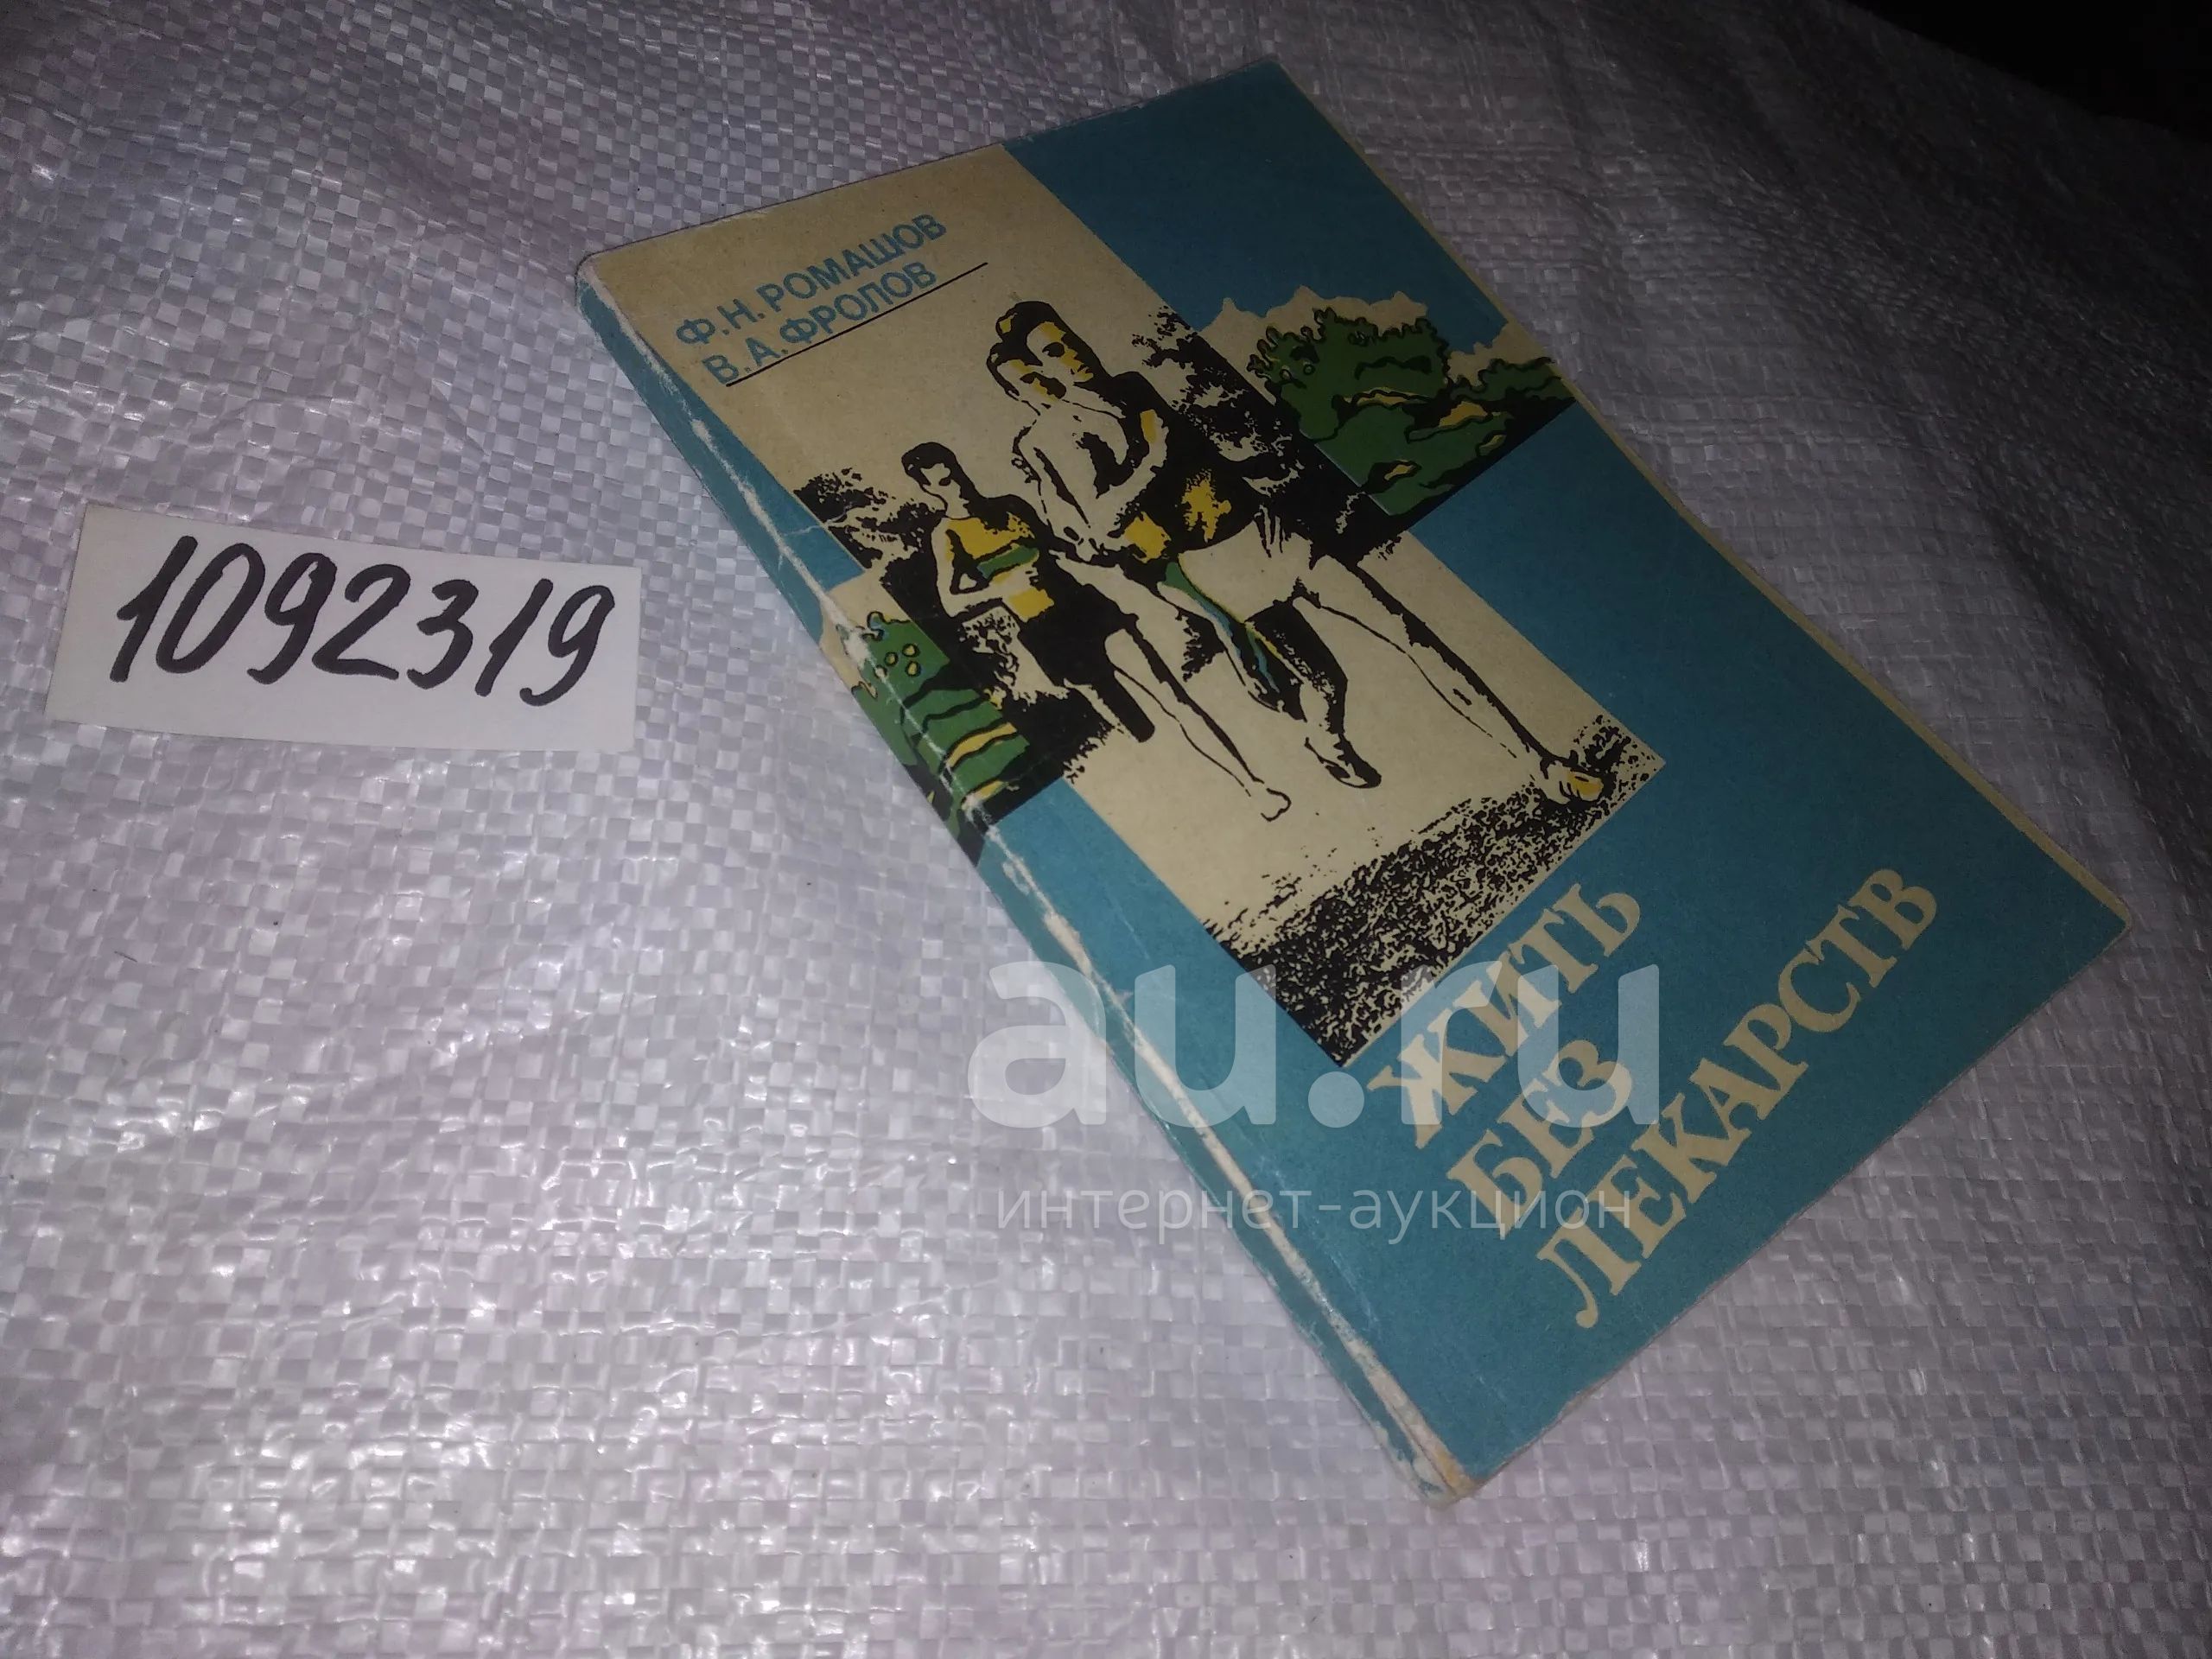 Ф.Н. РОМАШОВ
В.А. ФРОЛОВ
1092319
ЖИТЬ
БЕЗ
ЛЕКАРСТВ
au.ru
интернет-аукцион